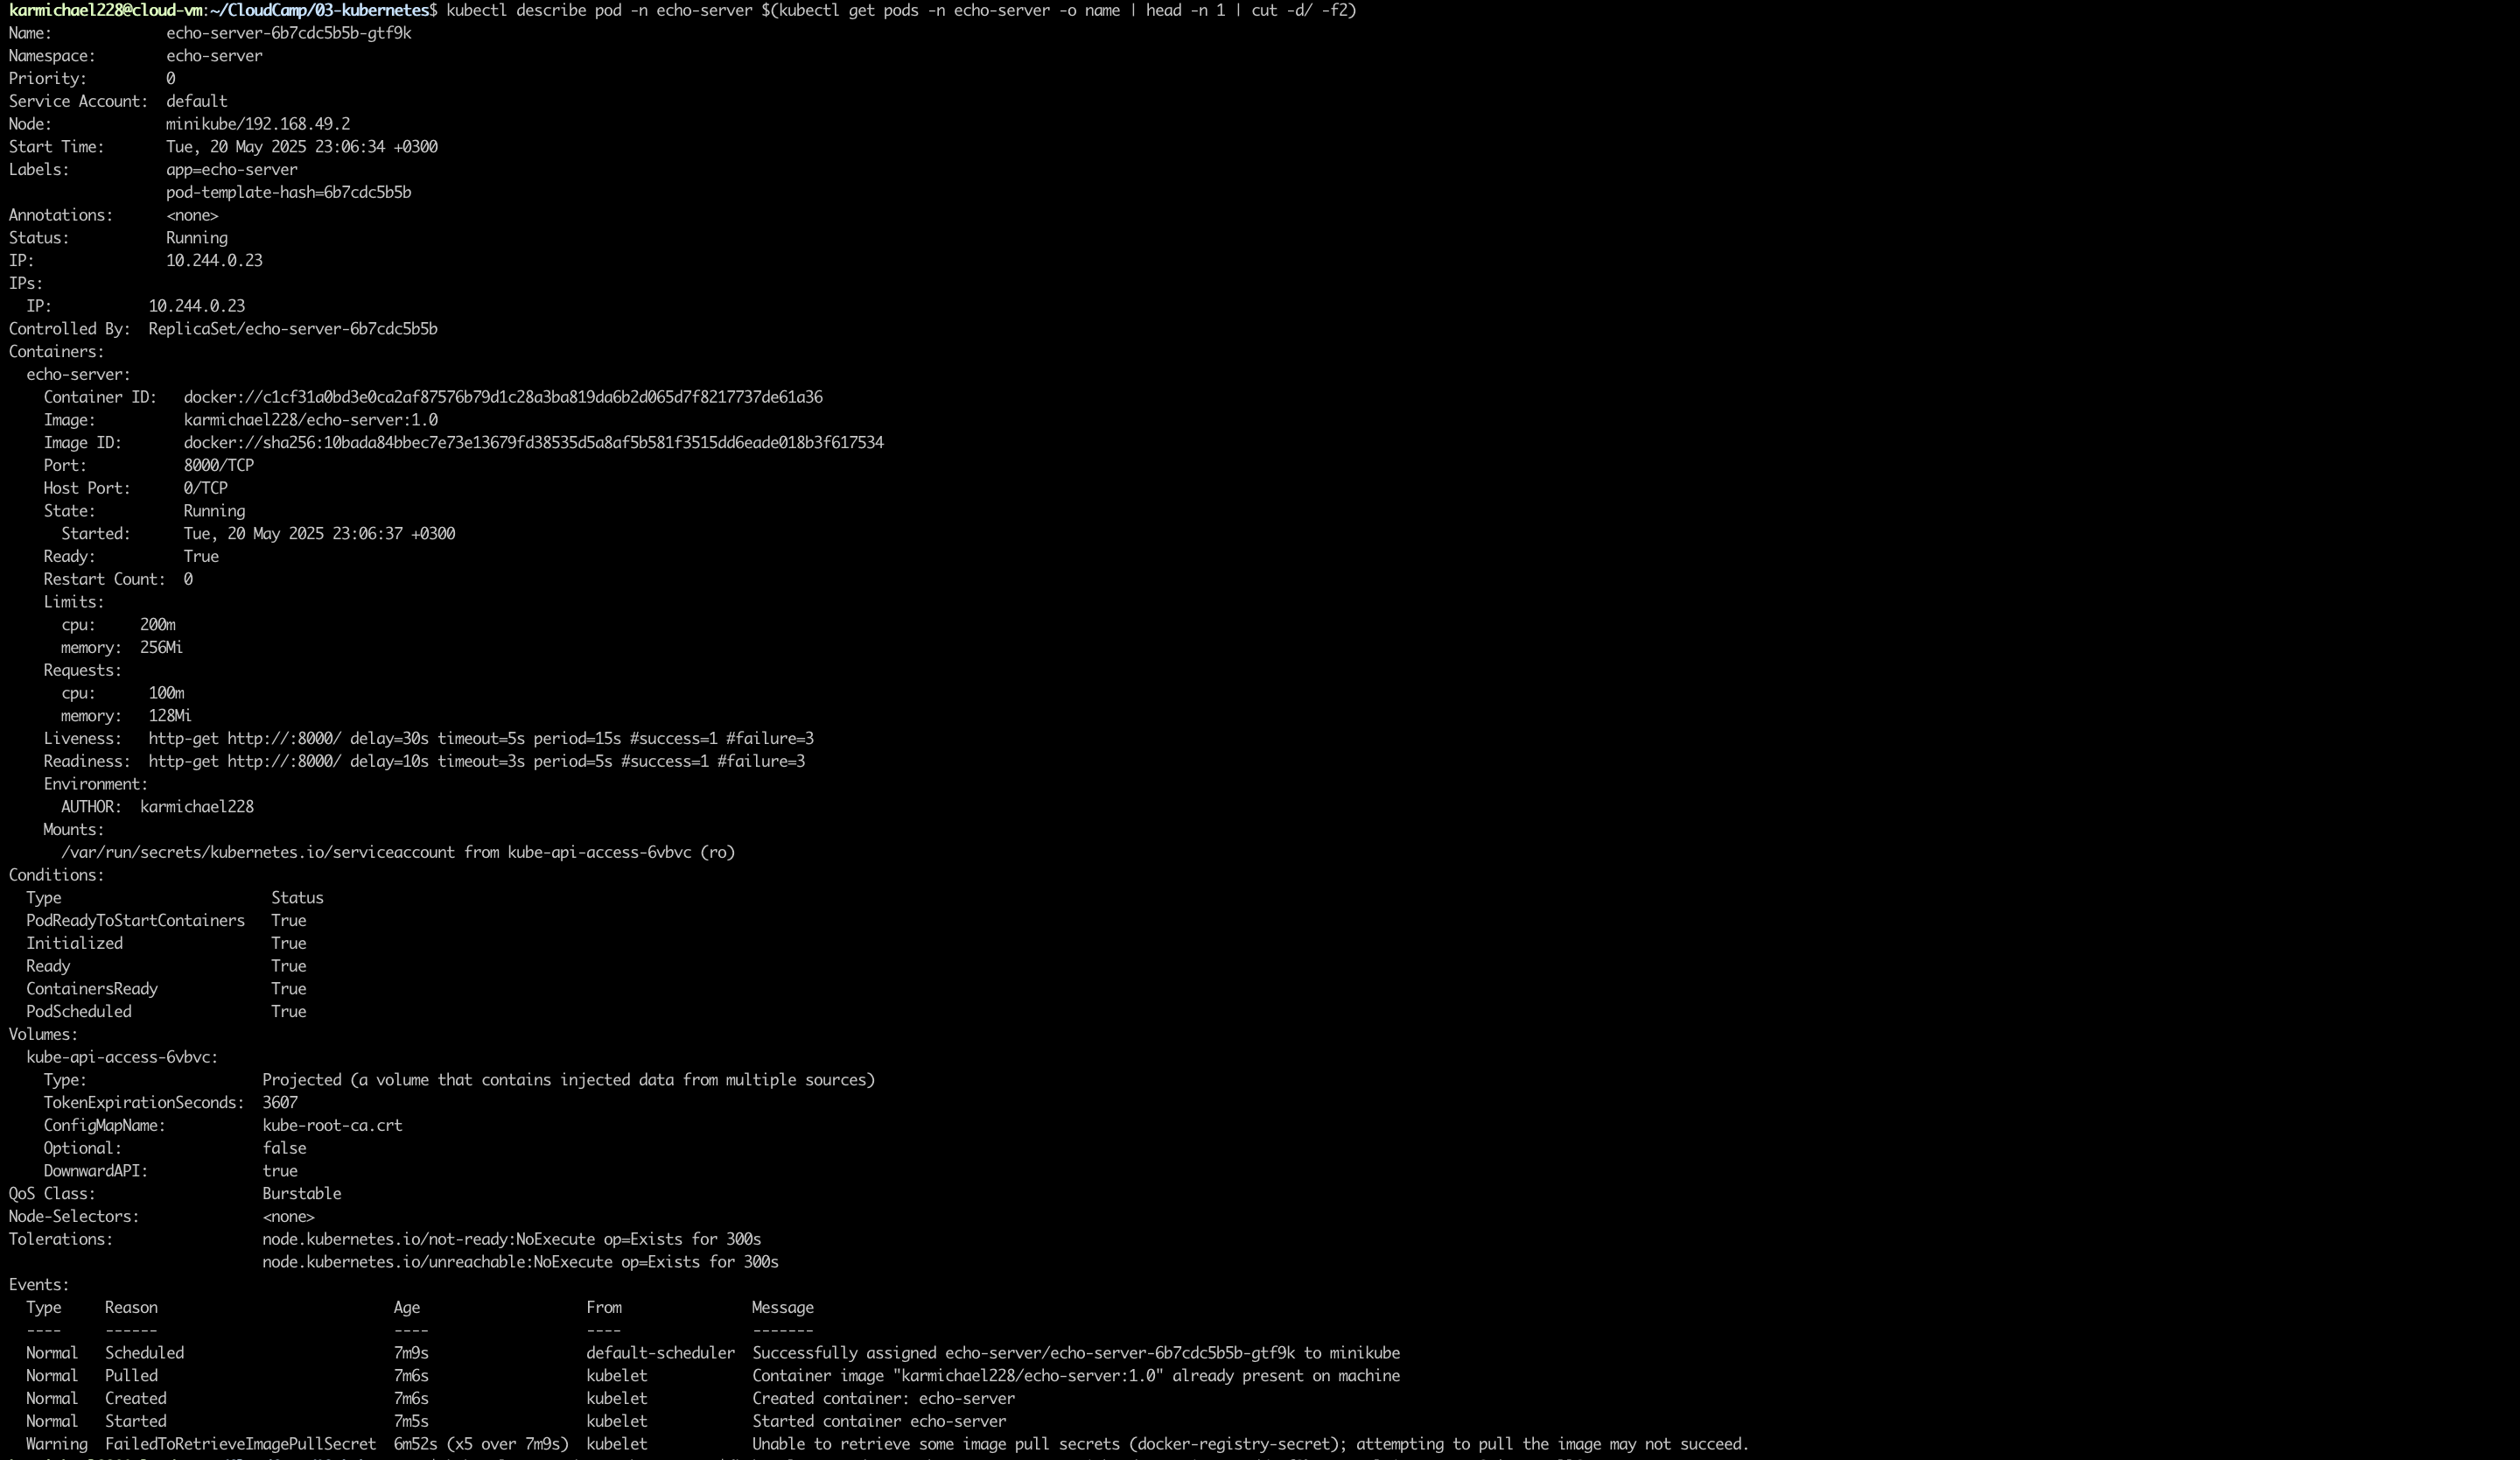 karmichael228@cloud-vm:~/CloudCamp/03-kubernetes$ kubectl describe pod -n echo-server $(kubectl get pods -n echo-server -o name | head -n 1 | cut -d/ -f2)
Name:             echo-server-6b7cdc5b5b-gtf9k
Namespace:        echo-server
Priority:         0
Service Account:  default
Node:             minikube/192.168.49.2
Start Time:       Tue, 20 May 2025 23:06:34 +0300
Labels:           app=echo-server
                  pod-template-hash=6b7cdc5b5b
Annotations:      <none>
Status:           Running
IP:               10.244.0.23
IPs:
  IP:           10.244.0.23
Controlled By:  ReplicaSet/echo-server-6b7cdc5b5b
Containers:
  echo-server:
    Container ID:   docker://c1cf31a0bd3e0ca2af87576b79d1c28a3ba819da6b2d065d7f8217737de61a36
    Image:          karmichael228/echo-server:1.0
    Image ID:       docker://sha256:10bada84bbec7e73e13679fd38535d5a8af5b581f3515dd6eade018b3f617534
    Port:           8000/TCP
    Host Port:      0/TCP
    State:          Running
      Started:      Tue, 20 May 2025 23:06:37 +0300
    Ready:          True
    Restart Count:  0
    Limits:
      cpu:     200m
      memory:  256Mi
    Requests:
      cpu:      100m
      memory:   128Mi
    Liveness:   http-get http://:8000/ delay=30s timeout=5s period=15s #success=1 #failure=3
    Readiness:  http-get http://:8000/ delay=10s timeout=3s period=5s #success=1 #failure=3
    Environment:
      AUTHOR:  karmichael228
    Mounts:
      /var/run/secrets/kubernetes.io/serviceaccount from kube-api-access-6vbvc (ro)
Conditions:
  Type                        Status
  PodReadyToStartContainers   True
  Initialized                 True
  Ready                       True
  ContainersReady             True
  PodScheduled                True
Volumes:
  kube-api-access-6vbvc:
    Type:                    Projected (a volume that contains injected data from multiple sources)
    TokenExpirationSeconds:  3607
    ConfigMapName:           kube-root-ca.crt
    Optional:                false
    DownwardAPI:             true
QoS Class:                   Burstable
Node-Selectors:              <none>
Tolerations:                 node.kubernetes.io/not-ready:NoExecute op=Exists for 300s
                             node.kubernetes.io/unreachable:NoExecute op=Exists for 300s
Events:
  Type     Reason                           Age                   From               Message
  ----     ------                           ----                  ----               -------
  Normal   Scheduled                        7m9s                  default-scheduler  Successfully assigned echo-server/echo-server-6b7cdc5b5b-gtf9k to minikube
  Normal   Pulled                           7m6s                  kubelet            Container image "karmichael228/echo-server:1.0" already present on machine
  Normal   Created                          7m6s                  kubelet            Created container: echo-server
  Normal   Started                          7m5s                  kubelet            Started container echo-server
  Warning  FailedToRetrieveImagePullSecret  6m52s (x5 over 7m9s)  kubelet            Unable to retrieve some image pull secrets (docker-registry-secret); attempting to pull the image may not succeed.